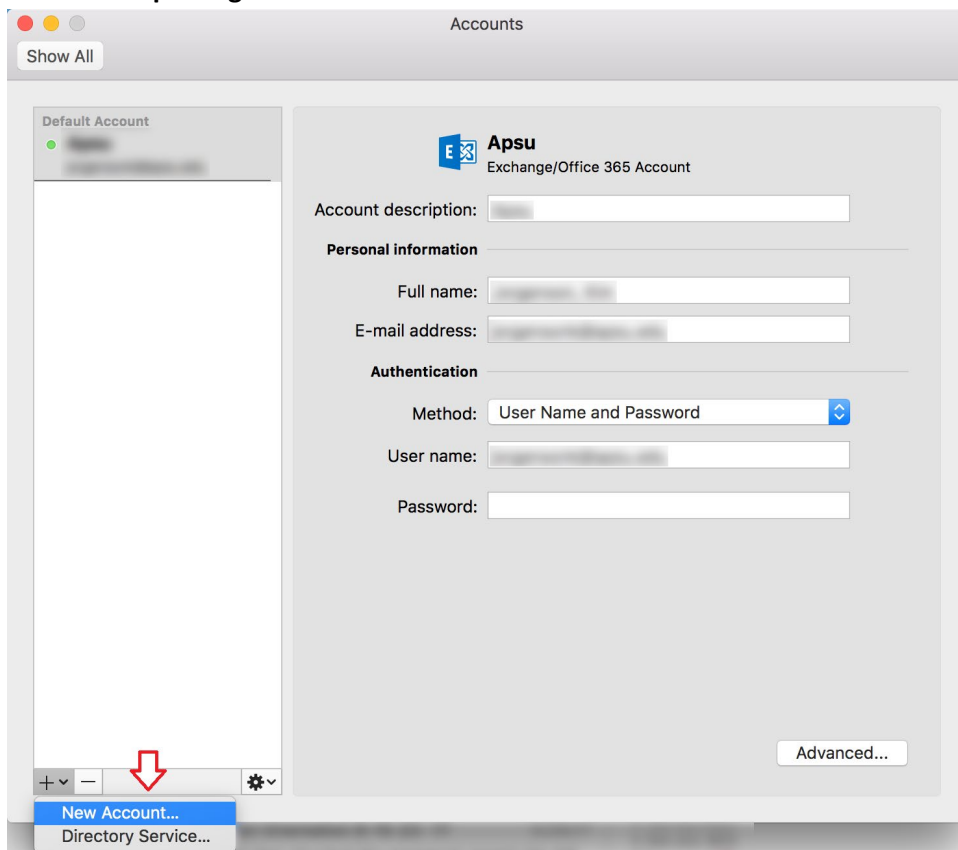 Accounts
Show All
Default Account
E
Apsu
Exchange/Office 365 Account
Account description:
Personal information
Full name:
E-mail address:
Authentication
Method: User Name and Password
User name:
Password:
Advanced...
New Account...
Directory Service...